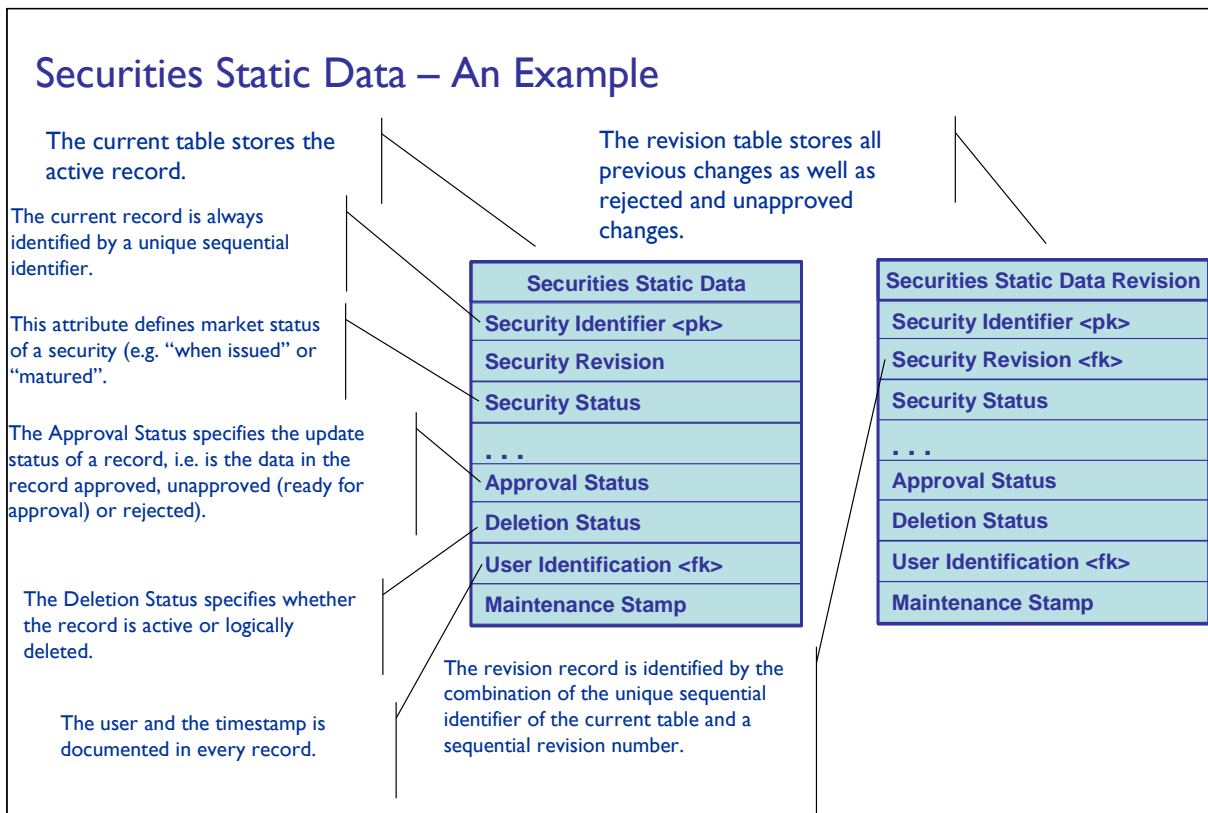 Securities Static Data – An Example
The current table stores the
active record.
The revision table stores all
previous changes as well as
rejected and unapproved
changes.
The current record is always
identified by a unique sequential
identifier.
This attribute defines market status
of a security (e.g. “when issued” or
“matured”.
The Approval Status specifies the update
status of a record, i.e. is the data in the
record approved, unapproved (ready for
approval) or rejected).
The Deletion Status specifies whether
the record is active or logically
deleted.
The user and the timestamp is
documented in every record.
Securities Static Data
Security Identifier <pk>
Security Revision
Security Status
. . .
Approval Status
Deletion Status
User Identification <fk>
Maintenance Stamp
The revision record is identified by the
combination of the unique sequential
identifier of the current table and a
sequential revision number.
Securities Static Data Revision
Security Identifier <pk>
Security Revision <fk>
Security Status
. . .
Approval Status
Deletion Status
User Identification <fk>
Maintenance Stamp